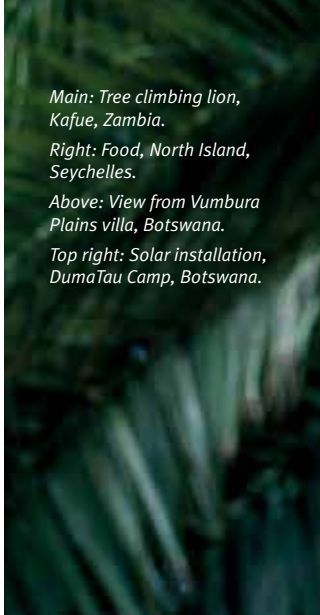 Main: Tree climbing lion,
Kafue, Zambia.
Right: Food, North Island,
Seychelles.
Above: View from Vumbura
Plains villa, Botswana.
Top right: Solar installation,
DumaTau Camp, Botswana.